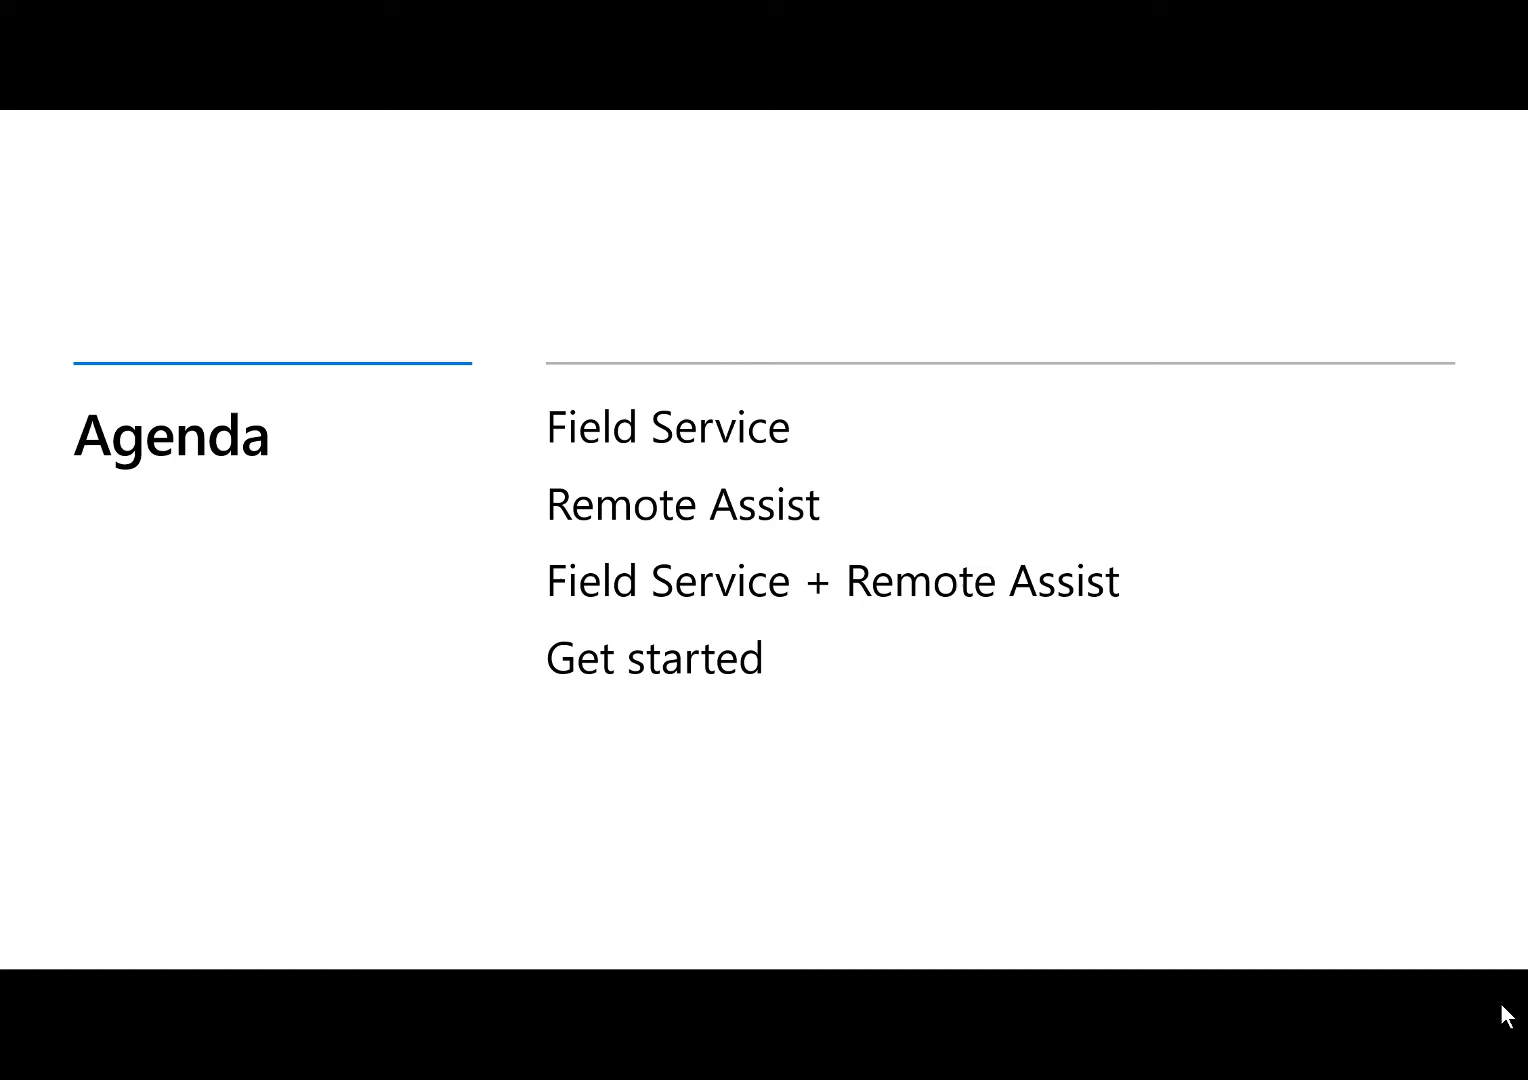 Agenda
Field Service
Remote Assist
Field Service + Remote Assist
Get started